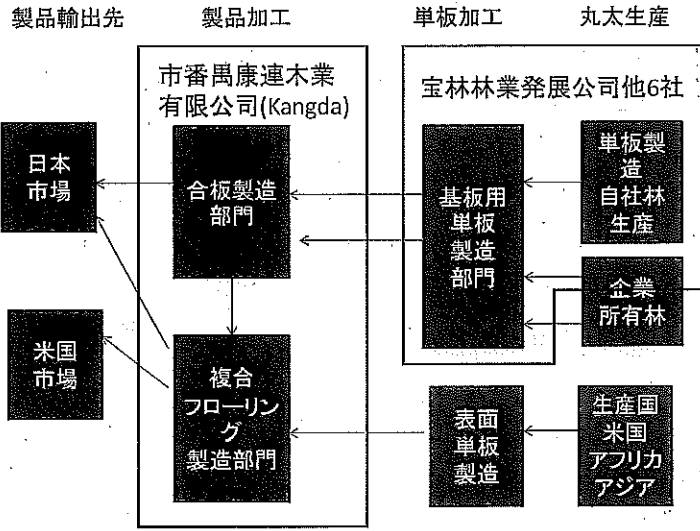 製品輸出先 製品加工 単板加工 丸太生産
市番禺康連木業
有限公司(Kangda)
宝林林業発展公司他6社
日本
市場
合板製造
部門
基板用
単板
製造
部門
単板製
造
自社林
生産
企業
所有林
米国
市場
複合
フローリン
グ
製造部門
表面
単板
製造
生産国
米国
アフリカ
アジア